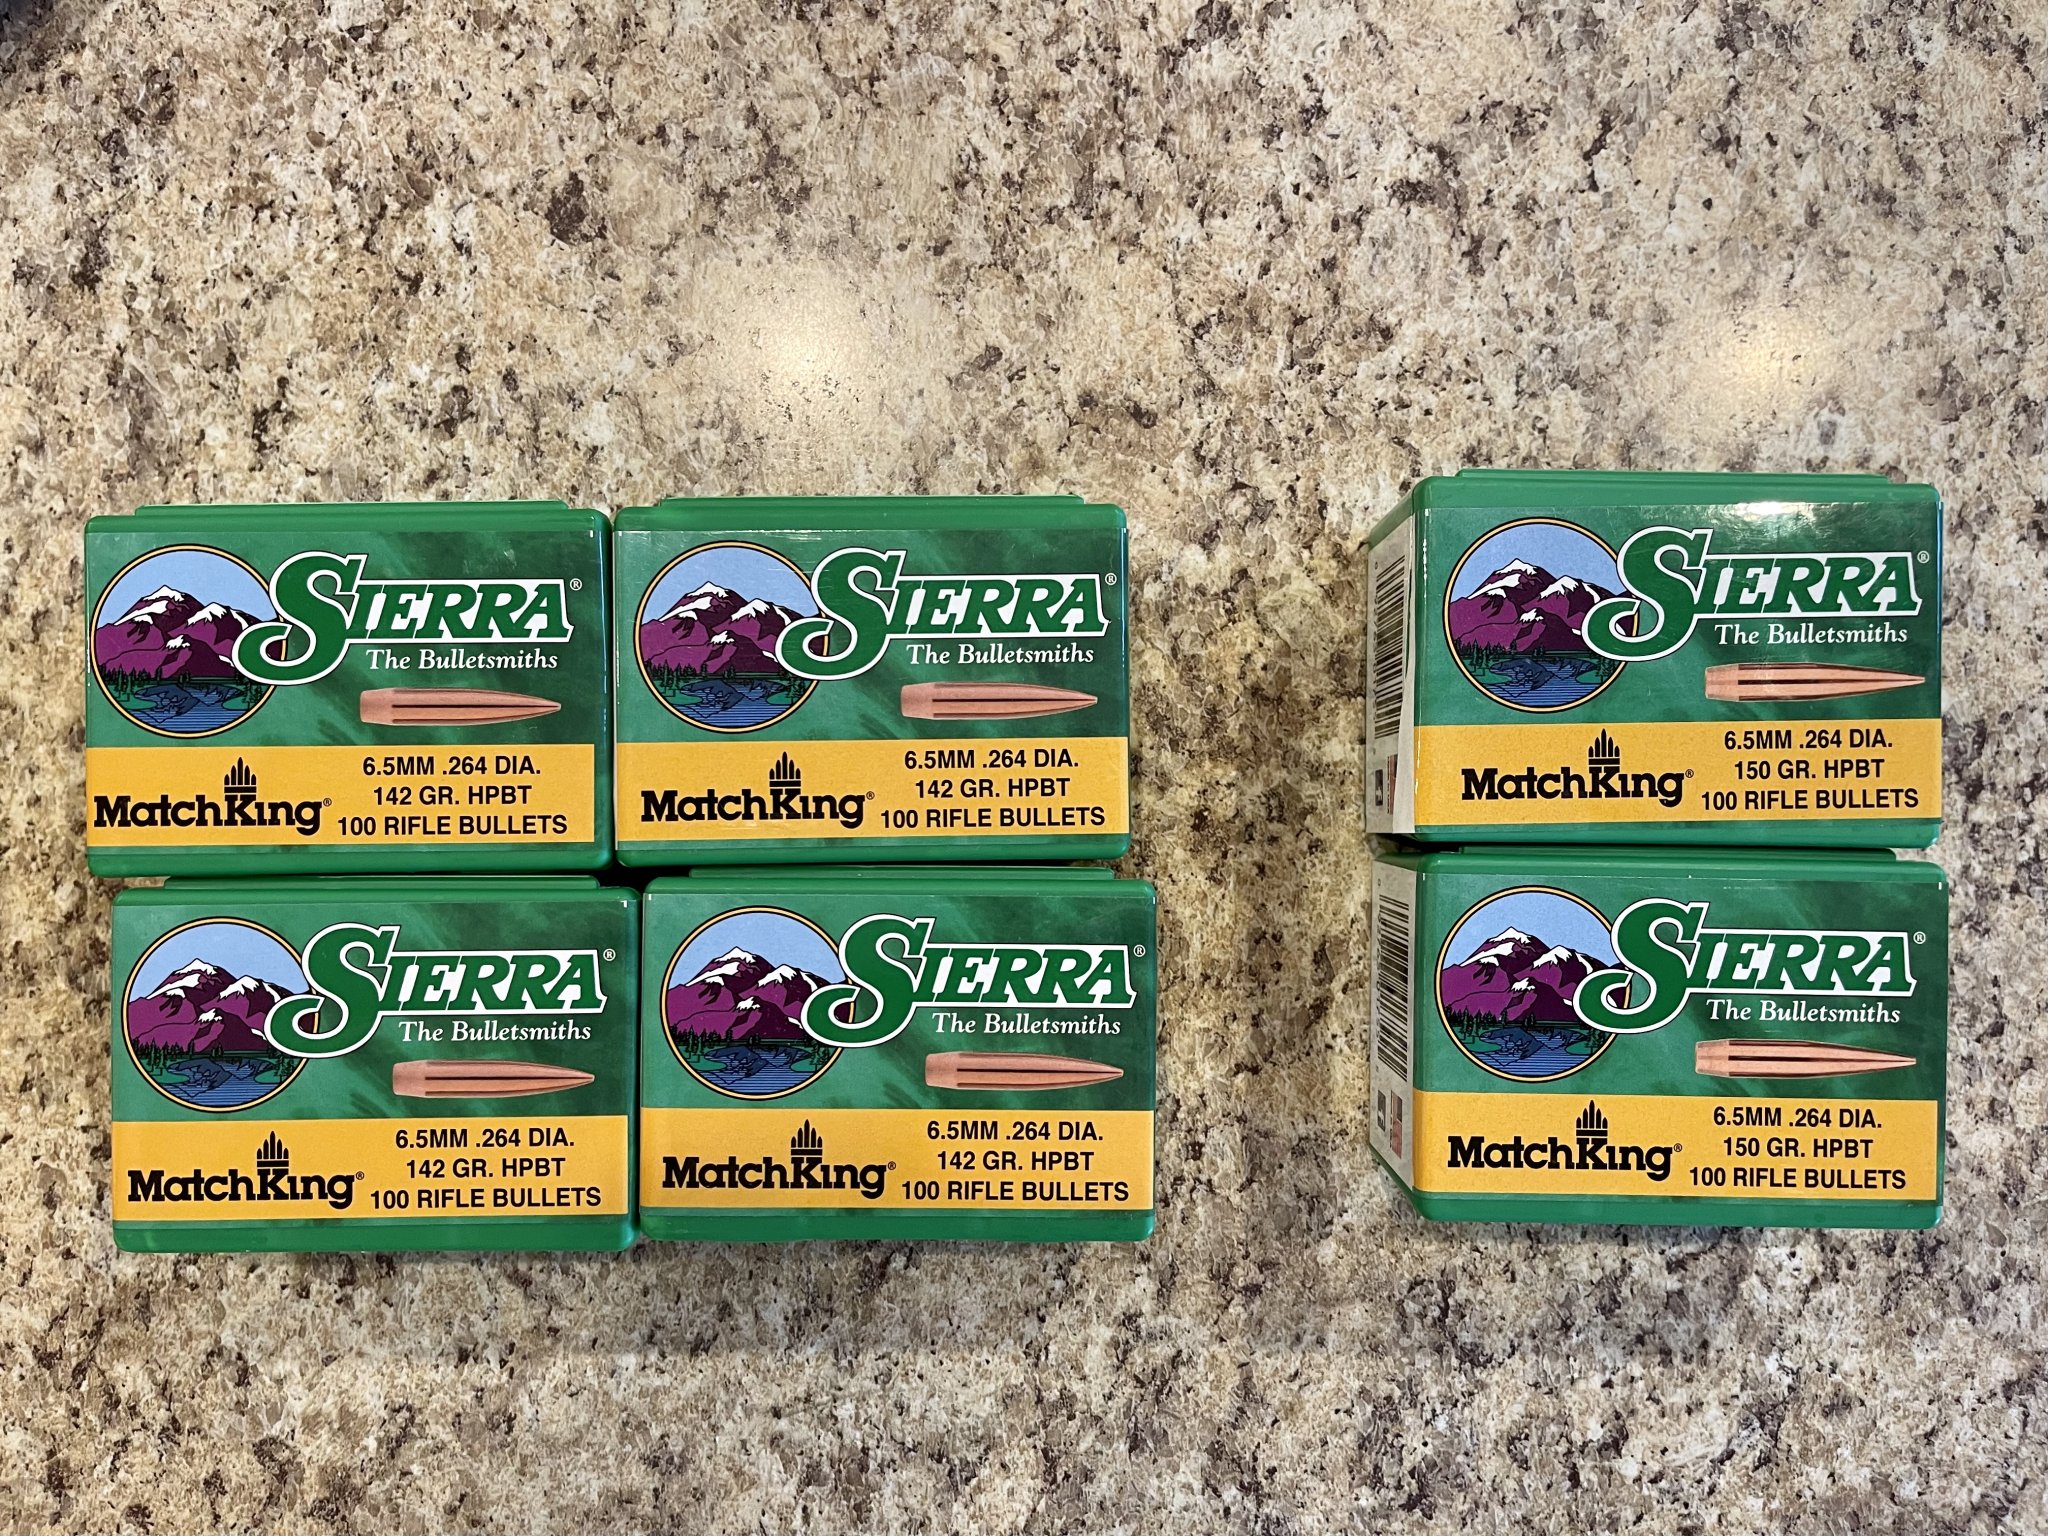 SIERRA®
The Bulletsmiths
MatchKing®
6.5MM .264 DIA.
142 GR. HPBT
100 RIFLE BULLETS
SIERRA®
The Bulletsmiths
MatchKing®
6.5MM .264 DIA.
142 GR. HPBT
100 RIFLE BULLETS
SIERRA®
The Bulletsmiths
MatchKing®
6.5MM .264 DIA.
150 GR. HPBT
100 RIFLE BULLETS
SIERRA®
The Bulletsmiths
MatchKing®
6.5MM .264 DIA.
142 GR. HPBT
100 RIFLE BULLETS
SIERRA®
The Bulletsmiths
MatchKing®
6.5MM .264 DIA.
142 GR. HPBT
100 RIFLE BULLETS
SIERRA®
The Bulletsmiths
MatchKing®
6.5MM .264 DIA.
150 GR. HPBT
100 RIFLE BULLETS